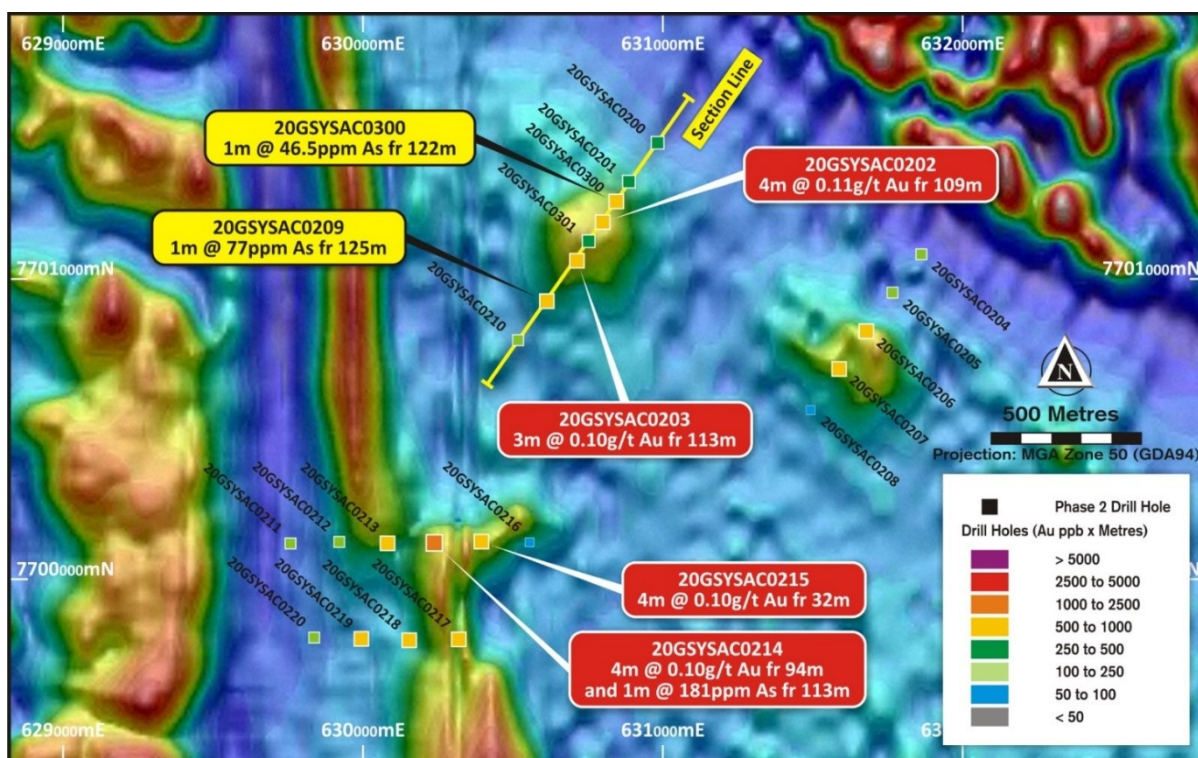 629000mE
630000mE
631000mE
632000mE
20GSYSAC0200
Section Line
20GSYSAC0201
20GSYSAC0300
20GSYSAC0300
1m @ 46.5ppm As fr 122m
20GSYSAC0202
4m @ 0.11g/t Au fr 109m
20GSYSAC0301
20GSYSAC0209
1m @ 77ppm As fr 125m
7701000mN
7701000mN
20GSYSAC0210
20GSYSAC0204
20GSYSAC0205
20GSYSAC0206
20GSYSAC0207
20GSYSAC0208
N
500 Metres
Projection: MGA Zone 50 (GDA94)
20GSYSAC0203
3m @ 0.10g/t Au fr 113m
20GSYSAC0211
20GSYSAC0212
20GSYSAC0213
20GSYSAC0216
7700000mN
20GSYSAC0215
4m @ 0.10g/t Au fr 32m
20GSYSAC0220
20GSYSAC0219
20GSYSAC0218
20GSYSAC0217
20GSYSAC0214
4m @ 0.10g/t Au fr 94m
and 1m @ 181ppm As fr 113m
Phase 2 Drill Hole
Drill Holes (Au ppb x Metres)
> 5000
2500 to 5000
1000 to 2500
500 to 1000
250 to 500
100 to 250
50 to 100
< 50
629000mE
630000mE
631000mE